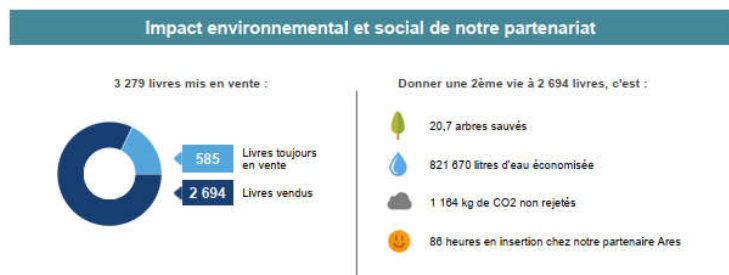 Impact environnemental et social de notre partenariat
3 279 livres mis en vente :
585
Livres toujours
en vente
2 694
Livres vendus
Donner une 2ème vie à 2 694 livres, c'est :
20,7 arbres sauvés
821 670 litres d'eau économisée
1 164 kg de CO2 non rejetés
86 heures en insertion chez notre partenaire Ares